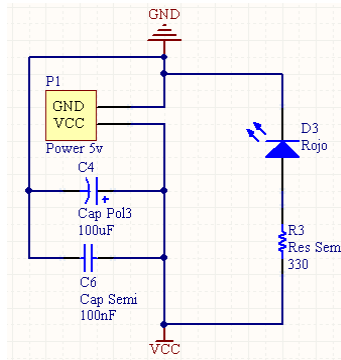 GND
P1
GND
VCC
Power 5v
D3
Rojo
C4
+
Cap Pol3
100uF
R3
Res Sem
330
C6
Cap Semi
100nF
VCC